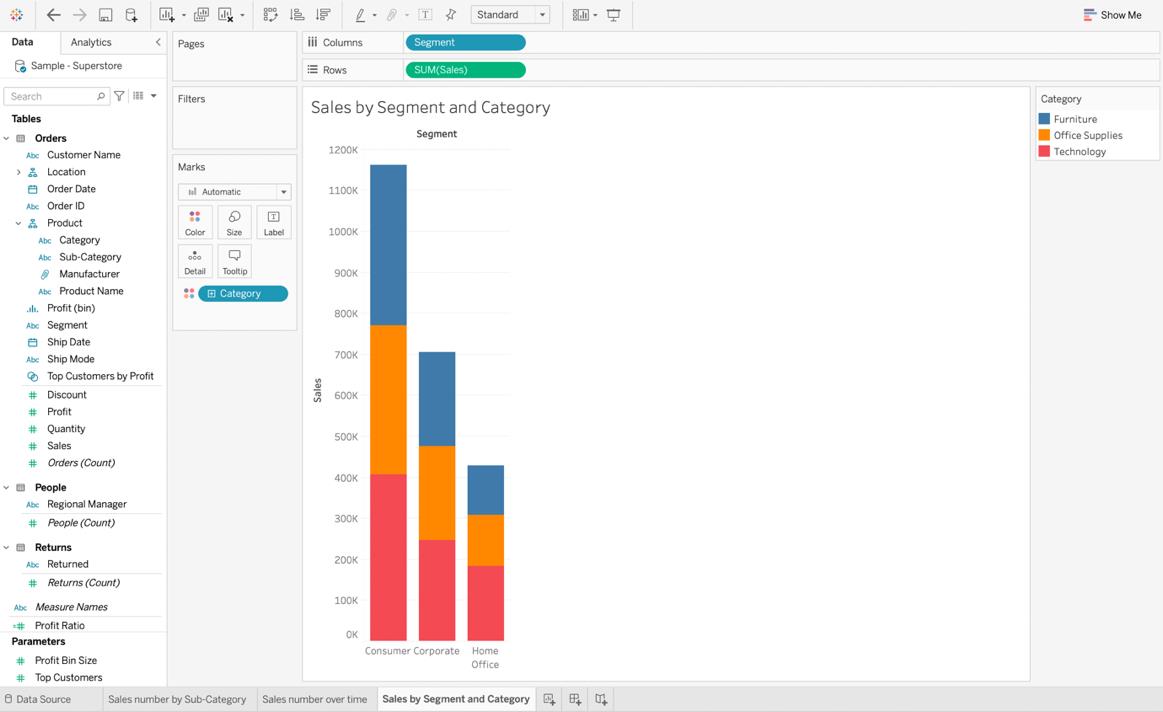 Standard
Show Me
Data
Analytics
Sample - Superstore
Search
Tables
Orders
Abc Customer Name
Location
Order Date
Abc Order ID
Product
Abc Category
Abc Sub-Category
Manufacturer
Abc Product Name
Profit (bin)
Abc Segment
Ship Date
Abc Ship Mode
Top Customers by Profit
# Discount
# Profit
# Quantity
# Sales
# Orders (Count)
People
Abc Regional Manager
# People (Count)
Returns
Abc Returned
# Returns (Count)
Abc Measure Names
=# Profit Ratio
Parameters
# Profit Bin Size
# Top Customers
Pages
Filters
Marks
Automatic
Color
Size
T
Label
Detail
Tooltip
Category
Columns
Segment
Rows
SUM(Sales)
Sales by Segment and Category
Segment
1200K
1100K
1000K
900K
800K
700K
600K
500K
400K
300K
200K
100K
0K
Sales
Consumer Corporate Home
Office
Category
Furniture
Office Supplies
Technology
Data Source
Sales number by Sub-Category
Sales number over time
Sales by Segment and Category